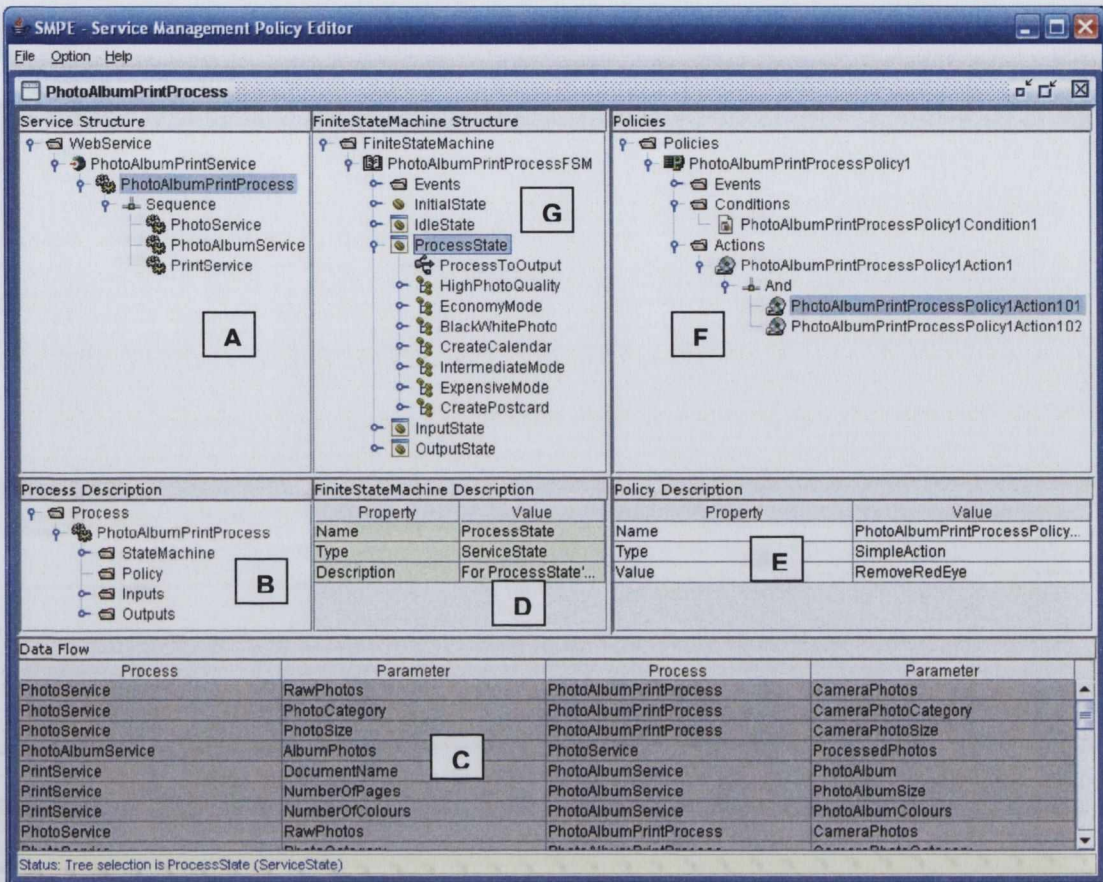 SMPE - Service Management Policy Editor
File Option Help
PhotoAlbumPrintProcess
Service Structure
WebService
PhotoAlbumPrintService
PhotoAlbumPrintProcess
Sequence
PhotoService
PhotoAlbumService
PrintService
A
FiniteStateMachine Structure
FiniteStateMachine
PhotoAlbumPrintProcessFSM
Events
InitialState
IdleState
ProcessState
ProcessToOutput
HighPhotoQuality
EconomyMode
BlackWhitePhoto
CreateCalendar
IntermediateMode
ExpensiveMode
CreatePostcard
InputState
OutputState
G
Policies
Policies
PhotoAlbumPrintProcessPolicy1
Events
Conditions
PhotoAlbumPrintProcessPolicy1Condition1
Actions
PhotoAlbumPrintProcessPolicy1Action1
And
PhotoAlbumPrintProcessPolicy1Action101
PhotoAlbumPrintProcessPolicy1Action102
F
Process Description
Process
PhotoAlbumPrintProcess
StateMachine
Policy
Inputs
Outputs
B
FiniteStateMachine Description
Property Value
Name ProcessState
Type ServiceState
Description For ProcessState'...
D
Policy Description
Property Value
Name PhotoAlbumPrintProcessPolicy...
Type SimpleAction
Value RemoveRedEye
E
Data Flow
Process Parameter Process Parameter
PhotoService RawPhotos PhotoAlbumPrintProcess CameraPhotos
PhotoService PhotoCategory PhotoAlbumPrintProcess CameraPhotoCategory
PhotoService PhotoSize PhotoAlbumPrintProcess CameraPhotoSize
PhotoAlbumService AlbumPhotos PhotoService ProcessedPhotos
PrintService DocumentName PhotoAlbumService PhotoAlbum
PrintService NumberOfPages PhotoAlbumService PhotoAlbumSize
PrintService NumberOfColours PhotoAlbumService PhotoAlbumColours
PhotoService RawPhotos PhotoAlbumPrintProcess CameraPhotos
C
Status: Tree selection is ProcessState (ServiceState)